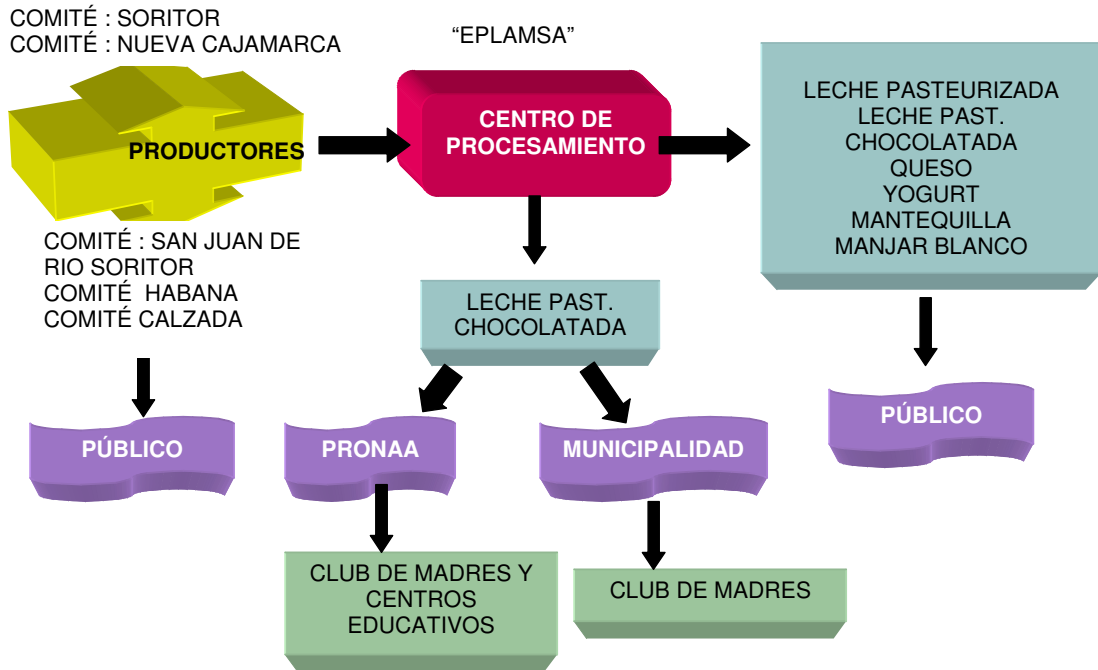 COMITÉ : SORITOR
COMITÉ : NUEVA CAJAMARCA
“EPLAMSA”
PRODUCTORES
CENTRO DE
PROCESAMIENTO
LECHE PASTEURIZADA
LECHE PAST.
CHOCOLATADA
QUESO
YOGURT
MANTEQUILLA
MANJAR BLANCO
COMITÉ : SAN JUAN DE
RIO SORITOR
COMITÉ  HABANA
COMITÉ CALZADA
LECHE PAST.
CHOCOLATADA
PÚBLICO
PRONAA
MUNICIPALIDAD
PÚBLICO
CLUB DE MADRES Y
CENTROS
EDUCATIVOS
CLUB DE MADRES